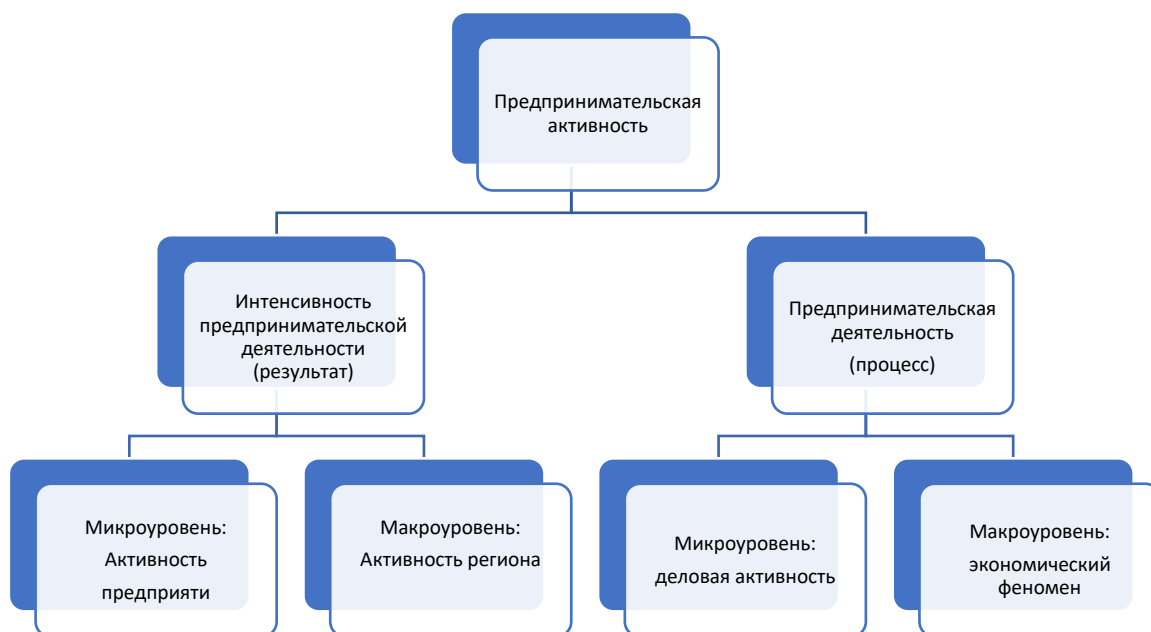 Предпринимательская
активность
Интенсивность
предпринимательской
деятельности
(результат)
Предпринимательская
деятельность
(процесс)
Микроуровень:
Активность
предприяти
Макроуровень:
Активность региона
Микроуровень:
деловая активность
Макроуровень:
экономический
феномен